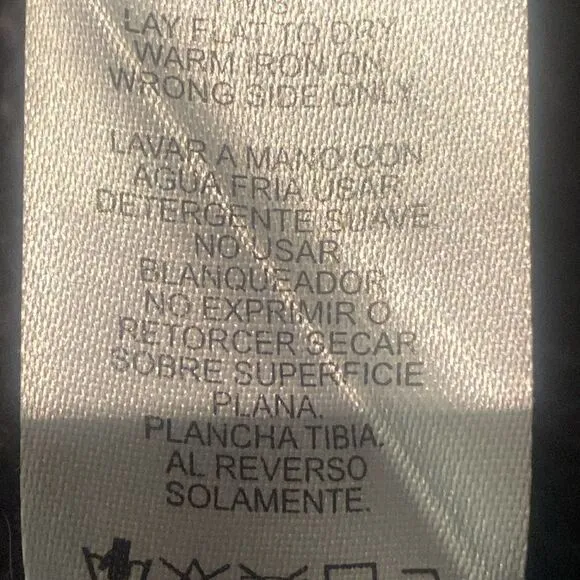 LAY FLAT TO DRY
WARM IRON ON
WRONG SIDE ONLY.
LAVAR A MANO CON
AGUA FRIA USAR
DETERGENTE SUAVE.
NO USAR
BLANQUEADOR
NO EXPRIMIR O
RETORCER SECAR
SOBRE SUPERFICIE
PLANA.
PLANCHA TIBIA.
AL REVERSO
SOLAMENTE.